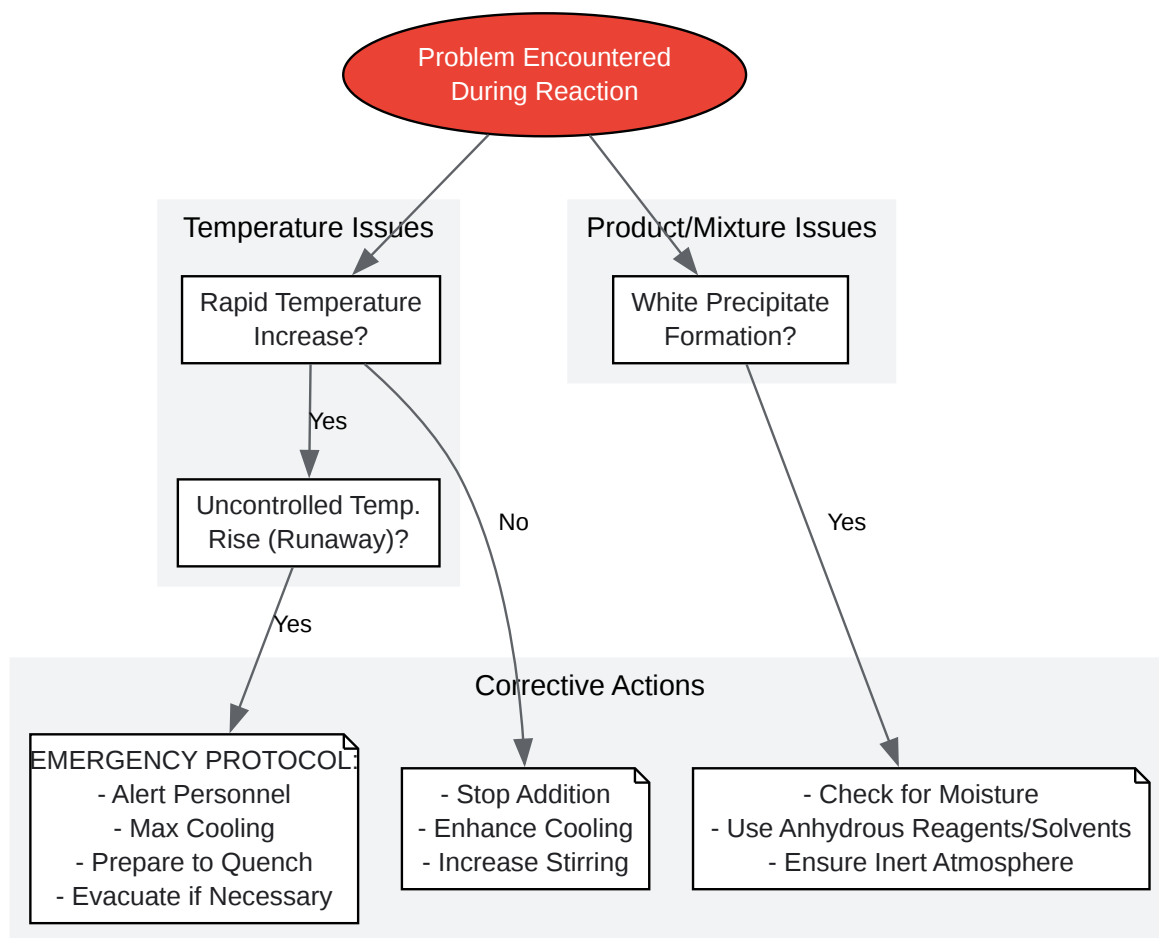 Problem Encountered
During Reaction
Temperature Issues
Product/Mixture Issues
Rapid Temperature
Increase?
White Precipitate
Formation?
Yes
Uncontrolled Temp.
Rise (Runaway)?
No
Yes
Yes
Corrective Actions
EMERGENCY PROTOCOL:
- Alert Personnel
- Max Cooling
- Prepare to Quench
- Evacuate if Necessary
- Stop Addition
- Enhance Cooling
- Increase Stirring
- Check for Moisture
- Use Anhydrous Reagents/Solvents
- Ensure Inert Atmosphere